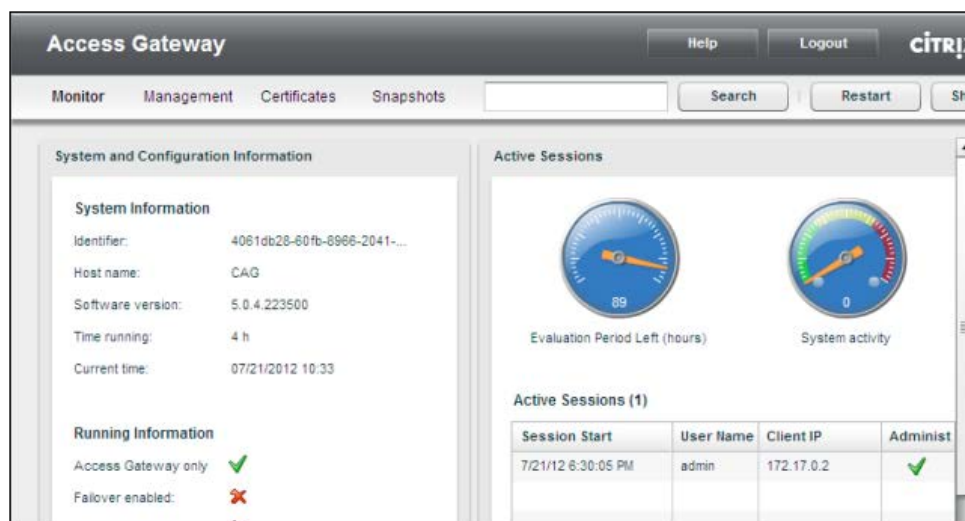 Access Gateway
Help Logout CİTRI
Monitor Management Certificates Snapshots Search Restart Sh
System and Configuration Information
System Information
Identifier: 4061db28-60fb-8966-2041-...
Host name: CAG
Software version: 5.0.4.223500
Time running: 4 h
Current time: 07/21/2012 10:33
Running Information
Access Gateway only
Failover enabled:
Active Sessions
89 0
Evaluation Period Left (hours) System activity
Active Sessions (1)
Session Start User Name Client IP Administ
7/21/12 6:30:05 PM admin 172.17.0.2